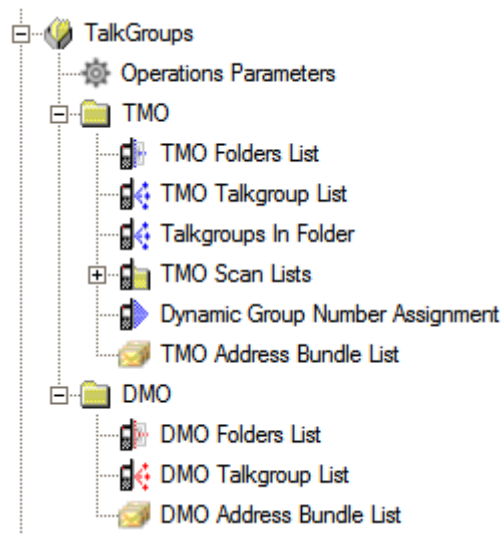 TalkGroups
Operations Parameters
TMO
TMO Folders List
TMO Talkgroup List
Talkgroups In Folder
TMO Scan Lists
Dynamic Group Number Assignment
TMO Address Bundle List
DMO
DMO Folders List
DMO Talkgroup List
DMO Address Bundle List